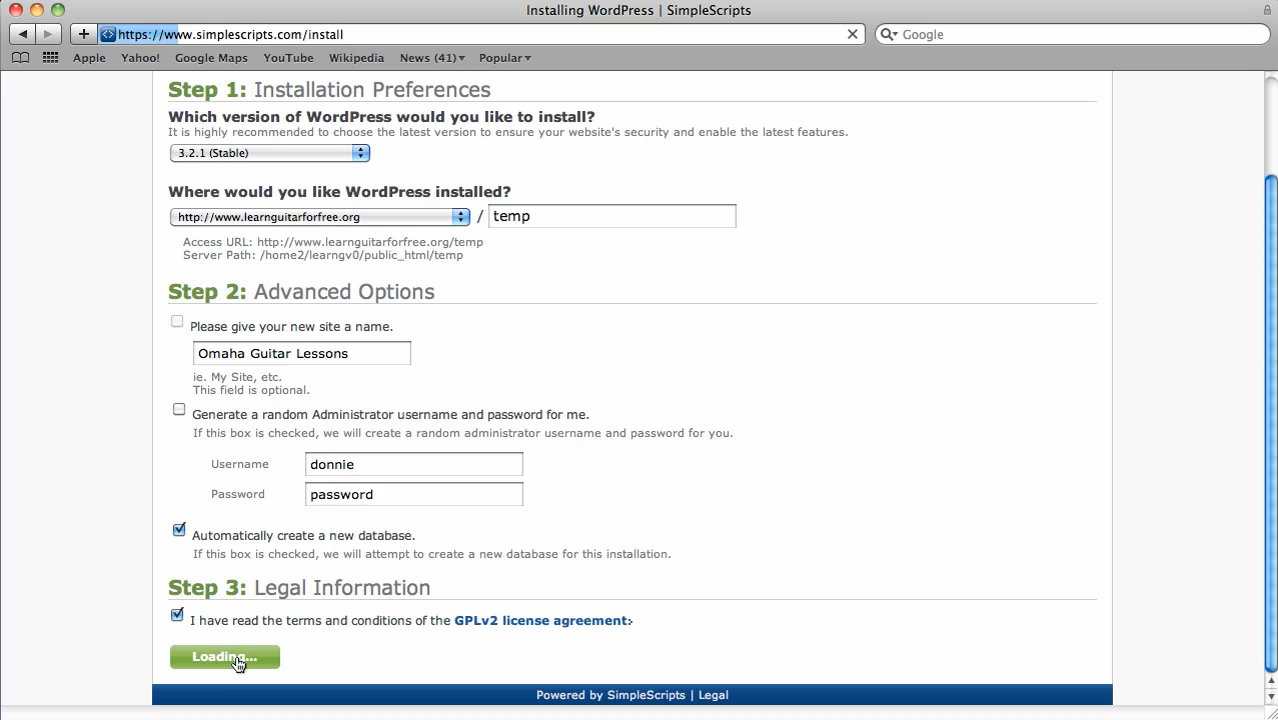 Installing WordPress | SimpleScripts
https://www.simplescripts.com/install
Google
Apple Yahoo! Google Maps YouTube Wikipedia News (41) Popular
Step 1: Installation Preferences
Which version of WordPress would you like to install?
It is highly recommended to choose the latest version to ensure your website's security and enable the latest features.
3.2.1 (Stable)
Where would you like WordPress installed?
http://www.learnguitarforfree.org / temp
Access URL: http://www.learnguitarforfree.org/temp
Server Path: /home2/learngv0/public_html/temp
Step 2: Advanced Options
Please give your new site a name.
Omaha Guitar Lessons
ie. My Site, etc.
This field is optional.
Generate a random Administrator username and password for me.
If this box is checked, we will create a random administrator username and password for you.
Username donnie
Password password
Automatically create a new database.
If this box is checked, we will attempt to create a new database for this installation.
Step 3: Legal Information
I have read the terms and conditions of the GPLv2 license agreement:
Loading...
Powered by SimpleScripts | Legal